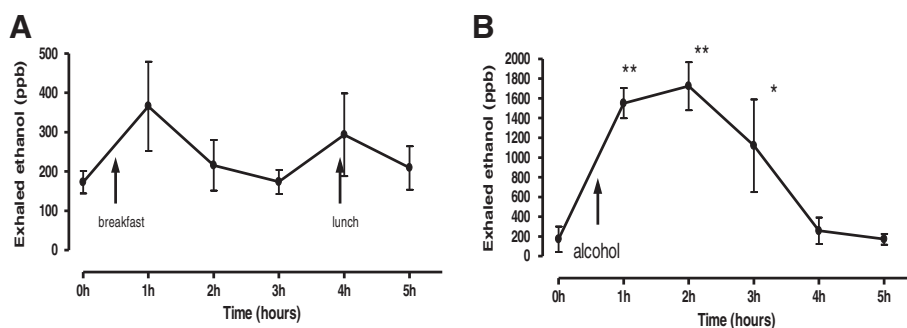 A
Exhaled ethanol (ppb)
500
400
300
200
100
0
breakfast
lunch
0h 1h 2h 3h 4h 5h
Time (hours)
B
Exhaled ethanol (ppb)
2000
1800
1600
1400
1200
1000
800
600
400
200
0
** ** *
alcohol
0h 1h 2h 3h 4h 5h
Time (hours)